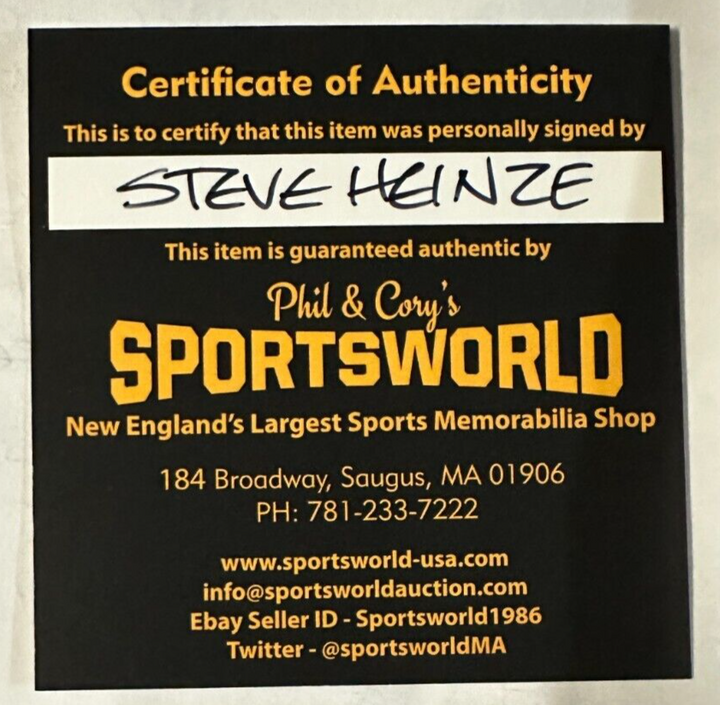 Certificate of Authenticity
This is to certify that this item was personally signed by
STEVE HEINZE
This item is guaranteed authentic by
Phil & Cory's
SPORTSWORLD
New England's Largest Sports Memorabilia Shop
184 Broadway, Saugus, MA 01906
PH: 781-233-7222
www.sportsworld-usa.com
info@sportsworldauction.com
Ebay Seller ID - Sportsworld1986
Twitter - @sportsworldMA